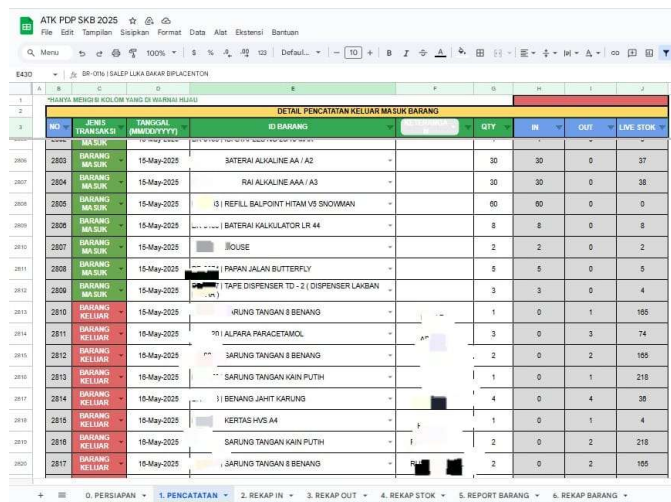 ATK PDP SKB 2025
File Edit Tampilan Sisipkan Format Data Alat Ekstensi Bantuan
Menu 100% $ % .0 .00 123 Defaul... 10 B I A
E430 fx BR-0116 | SALEP LUKA BAKAR BIPLACENTON
A B C D E F G H I J
1 *HANYA MENGISI KOLOM YANG DI WARNAI HIJAU
2 DETAIL PENCATATAN KELUAR MASUK BARANG
3 NO JENIS TRANSAKSI TANGGAL (MM/DD/YYYY) ID BARANG QTY IN OUT LIVE STOK
MASUK
2803 BARANG MASUK 15-May-2025 BATERAI ALKALINE AA / A2 30 30 0 37
2804 BARANG MASUK 15-May-2025 RAI ALKALINE AAA / A3 30 30 0 38
2805 BARANG MASUK 15-May-2025 | REFILL BALPOINT HITAM V5 SNOWMAN 60 60 0 0
2806 BARANG MASUK 15-May-2025 | BATERAI KALKULATOR LR 44 8 8 0 8
2807 BARANG MASUK 15-May-2025 OUSE 2 2 0 2
2808 BARANG MASUK 15-May-2025 | PAPAN JALAN BUTTERFLY 5 5 0 5
2809 BARANG MASUK 15-May-2025 | TAPE DISPENSER TD - 2 ( DISPENSER LAKBAN ) 3 3 0 4
2810 BARANG KELUAR 15-May-2025 ARUNG TANGAN 8 BENANG 1 0 1 165
2811 BARANG KELUAR 16-May-2025 | ALPARA PARACETAMOL 3 0 3 74
2812 BARANG KELUAR 16-May-2025 SARUNG TANGAN 8 BENANG 2 0 2 165
2813 BARANG KELUAR 16-May-2025 SARUNG TANGAN KAIN PUTIH 1 0 1 218
2814 BARANG KELUAR 16-May-2025 | BENANG JAHIT KARUNG 4 0 4 36
2815 BARANG KELUAR 16-May-2025 KERTAS HVS A4 1 0 1 4
2816 BARANG KELUAR 16-May-2025 SARUNG TANGAN KAIN PUTIH 2 0 2 218
2817 BARANG KELUAR 16-May-2025 SARUNG TANGAN 8 BENANG 2 0 2 165
0. PERSIAPAN 1. PENCATATAN 2. REKAP IN 3. REKAP OUT 4. REKAP STOK 5. REPORT BARANG 6. REKAP BARANG